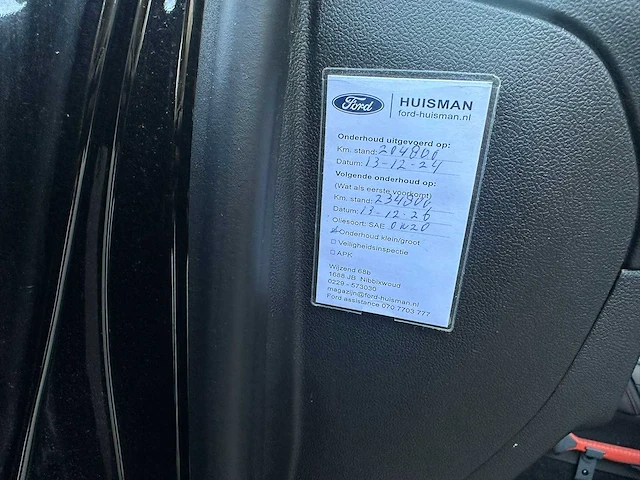 Ford HUISMAN
ford-huisman.nl
Onderhoud uitgevoerd op:
Km. stand: 204800
Datum: 13-12-24
Volgende onderhoud op:
(Wat als eerste voorkomt)
Km. stand: 234800
Datum: 13-12-26
Oliesoort: SAE 0W20
Onderhoud klein/groot
Veiligheidsinspectie
APK
Wijzend 68b
1688 JB Nibbixwoud
0229 - 573030
magazijn@ford-huisman.nl
Ford assistance 070 7703 777